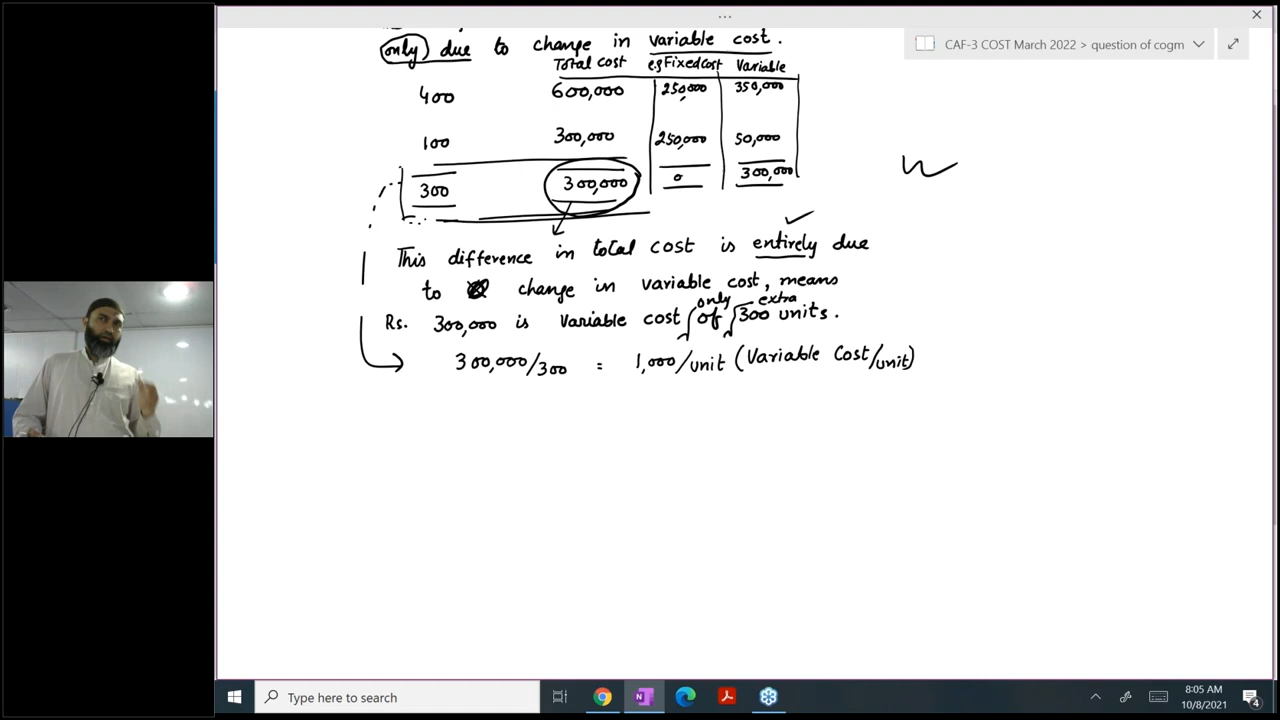 CAF-3 COST March 2022 > question of cogm
only due to change in variable cost.
Total cost e.g Fixed Cost Variable
400 600,000 250,000 350,000
100 300,000 250,000 50,000
300 300,000 0 300,000
This difference in total cost is entirely due
to change in variable cost, means
Rs. 300,000 is variable cost only of extra 300 units.
300,000/300 = 1,000/unit (Variable Cost/unit)
Type here to search
8:05 AM
10/8/2021
4